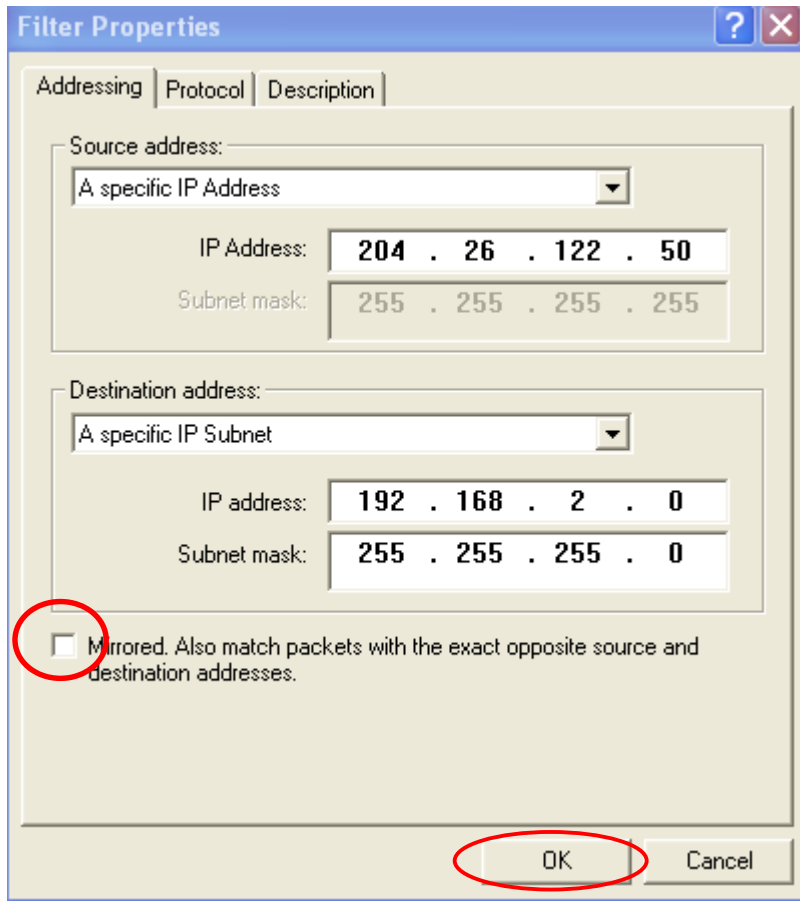 Filter Properties
Addressing Protocol Description
Source address:
A specific IP Address
IP Address: 204 . 26 . 122 . 50
Subnet mask: 255 . 255 . 255 . 255
Destination address:
A specific IP Subnet
IP address: 192 . 168 . 2 . 0
Subnet mask: 255 . 255 . 255 . 0
Mirrored. Also match packets with the exact opposite source and
destination addresses.
OK Cancel